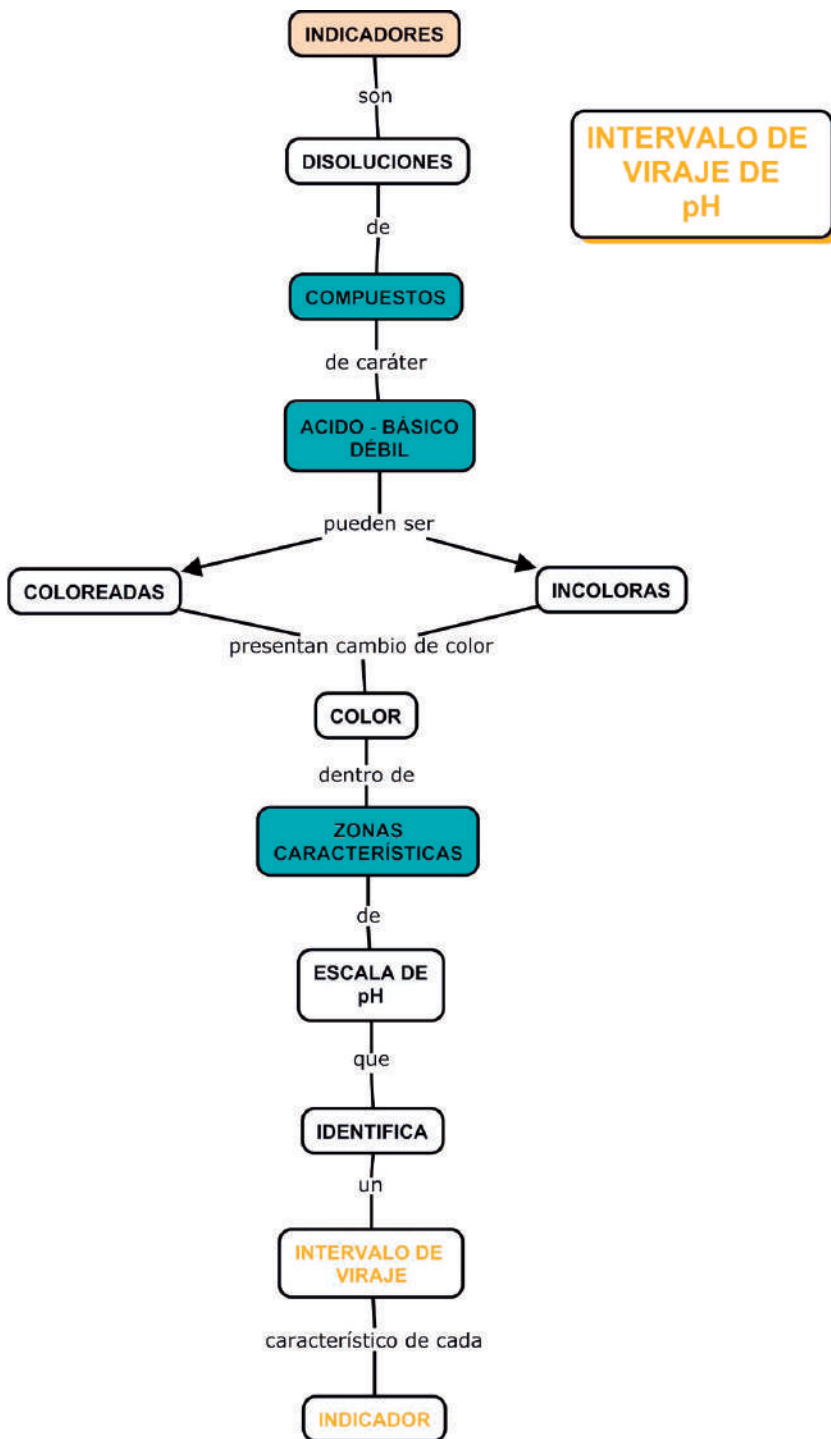 INDICADORES
son
DISOLUCIONES
INTERVALO DE
VIRAJE DE
pH
de
COMPUESTOS
de caráter
ACIDO - BÁSICO
DÉBIL
pueden ser
COLOREADAS
INCOLORAS
presentan cambio de color
COLOR
dentro de
ZONAS
CARACTERÍSTICAS
de
ESCALA DE
pH
que
IDENTIFICA
un
INTERVALO DE
VIRAJE
característico de cada
INDICADOR